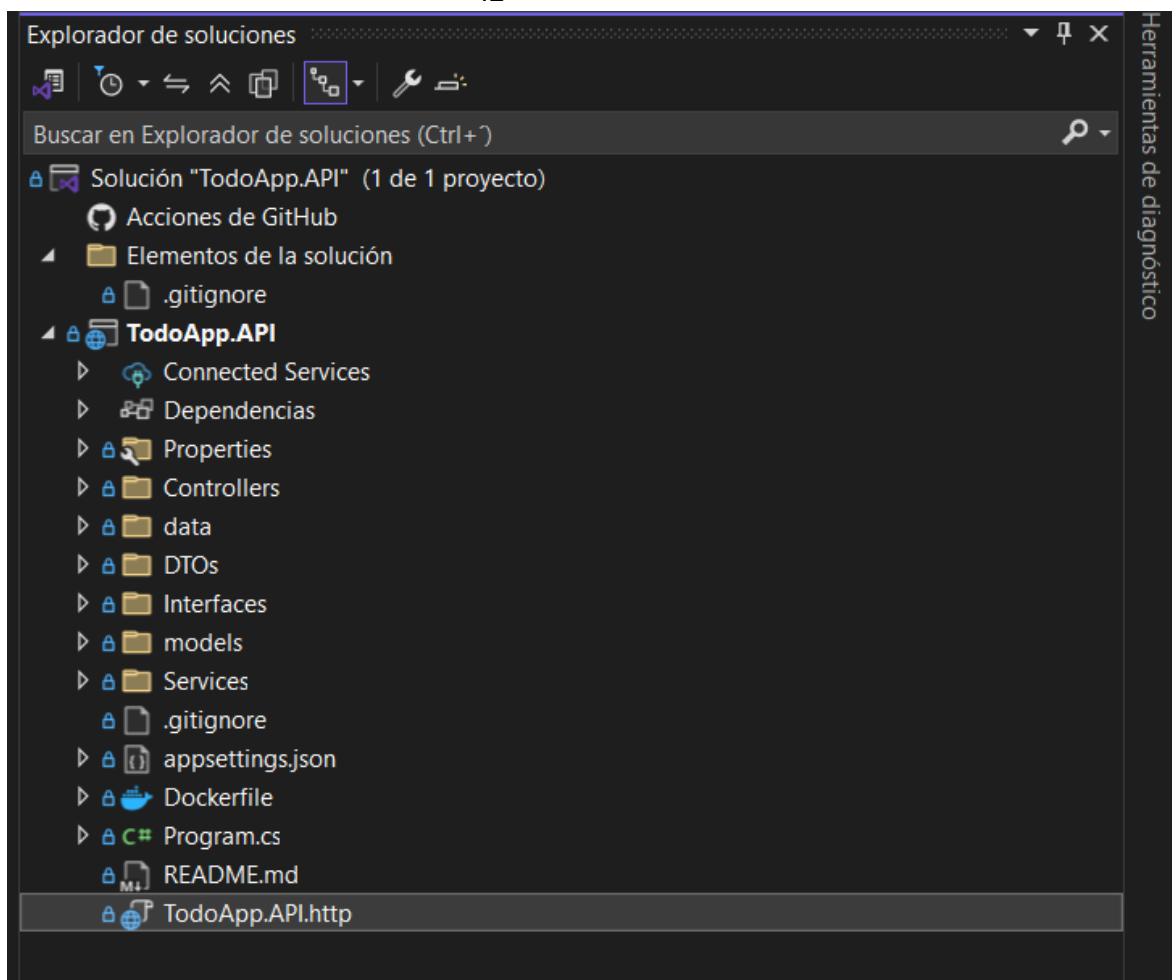 Explorador de soluciones
Buscar en Explorador de soluciones (Ctrl+´)
Solución "TodoApp.API" (1 de 1 proyecto)
Acciones de GitHub
Elementos de la solución
.gitignore
TodoApp.API
Connected Services
Dependencias
Properties
Controllers
data
DTOs
Interfaces
models
Services
.gitignore
appsettings.json
Dockerfile
C# Program.cs
M↓ README.md
TodoApp.API.http
Herramientas de diagnóstico